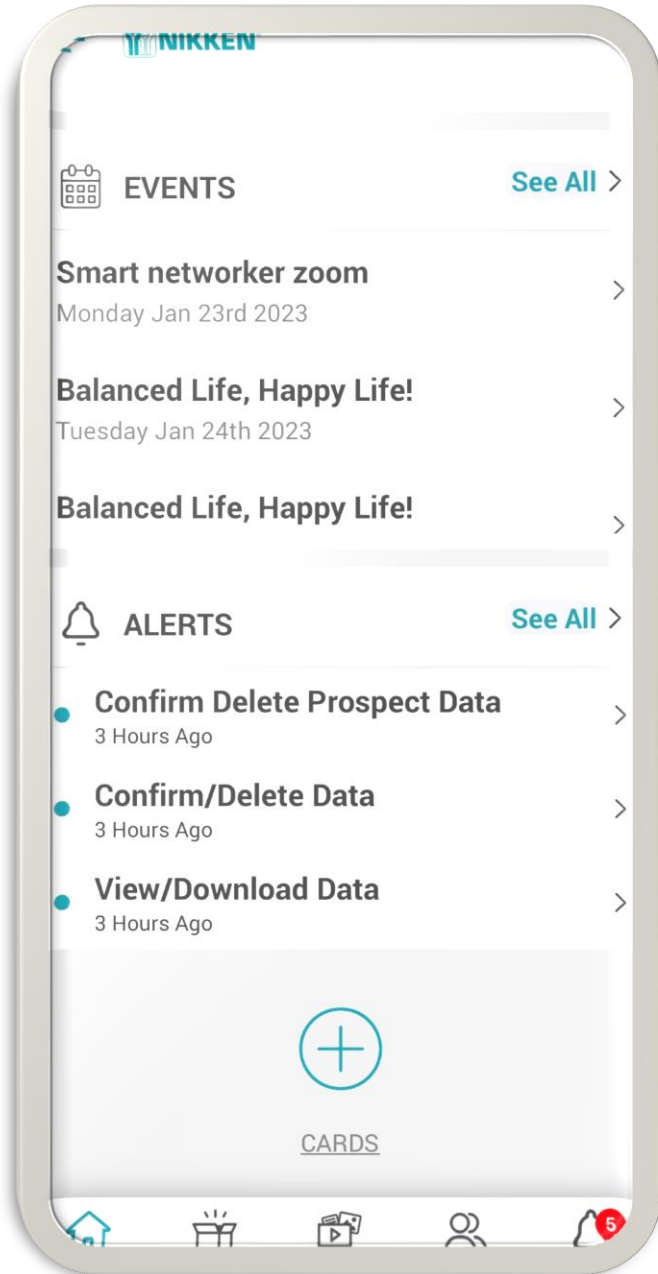 NIKKEN
EVENTS
See All
Smart networker zoom
Monday Jan 23rd 2023
Balanced Life, Happy Life!
Tuesday Jan 24th 2023
Balanced Life, Happy Life!
ALERTS
See All
Confirm Delete Prospect Data
3 Hours Ago
Confirm/Delete Data
3 Hours Ago
View/Download Data
3 Hours Ago
CARDS
5